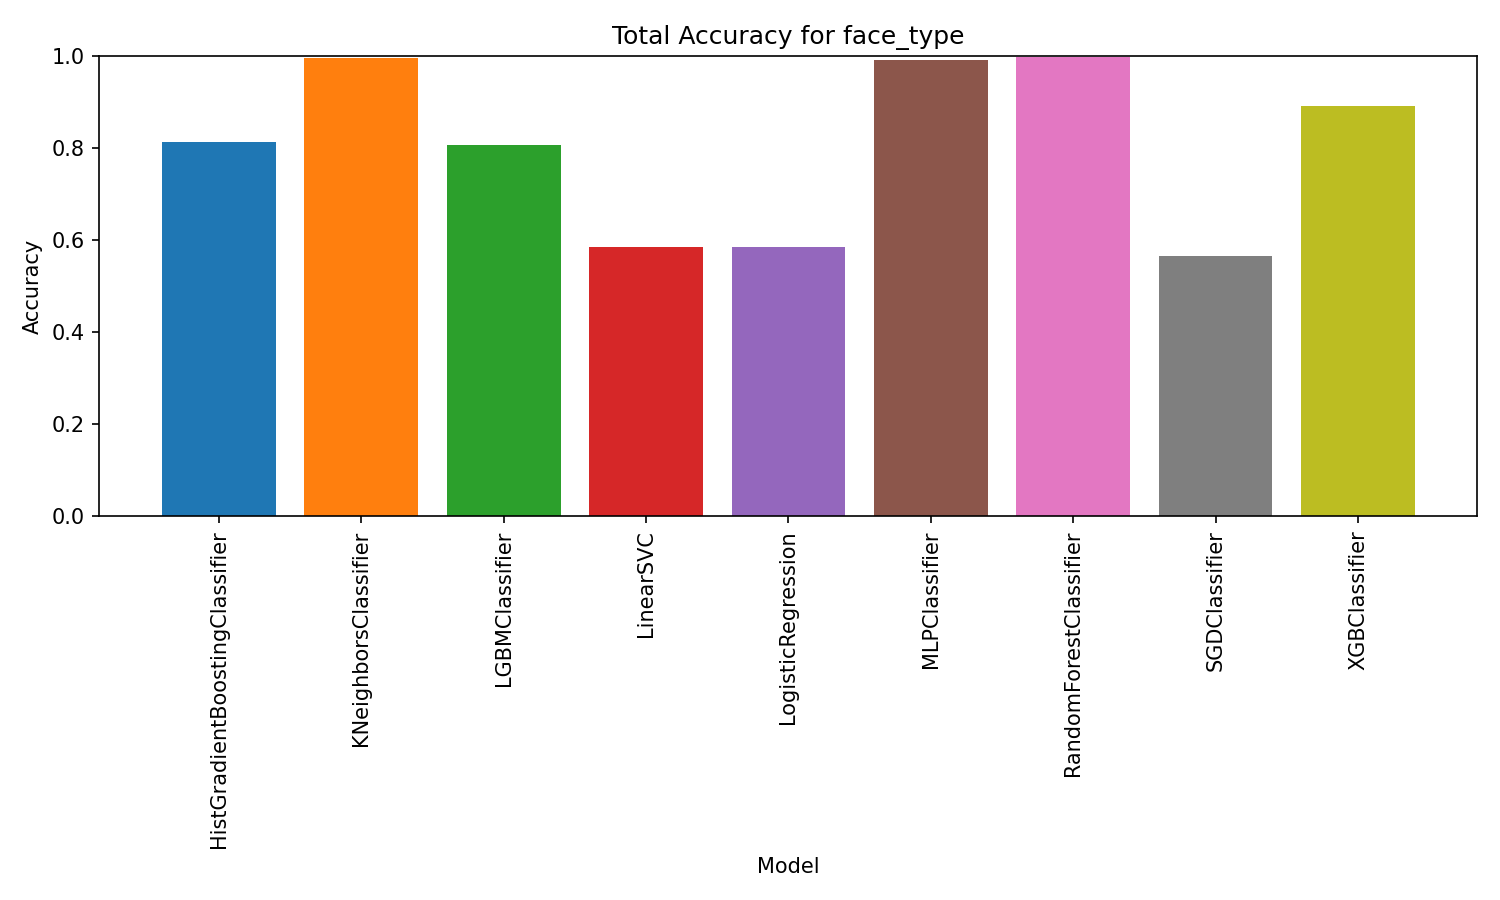 Total Accuracy for face_type
1.0
0.8
0.6
0.4
0.2
0.0
Accuracy
HistGradientBoostingClassifier
KNeighborsClassifier
LGBMClassifier
LinearSVC
LogisticRegression
MLPClassifier
RandomForestClassifier
SGDClassifier
XGBClassifier
Model